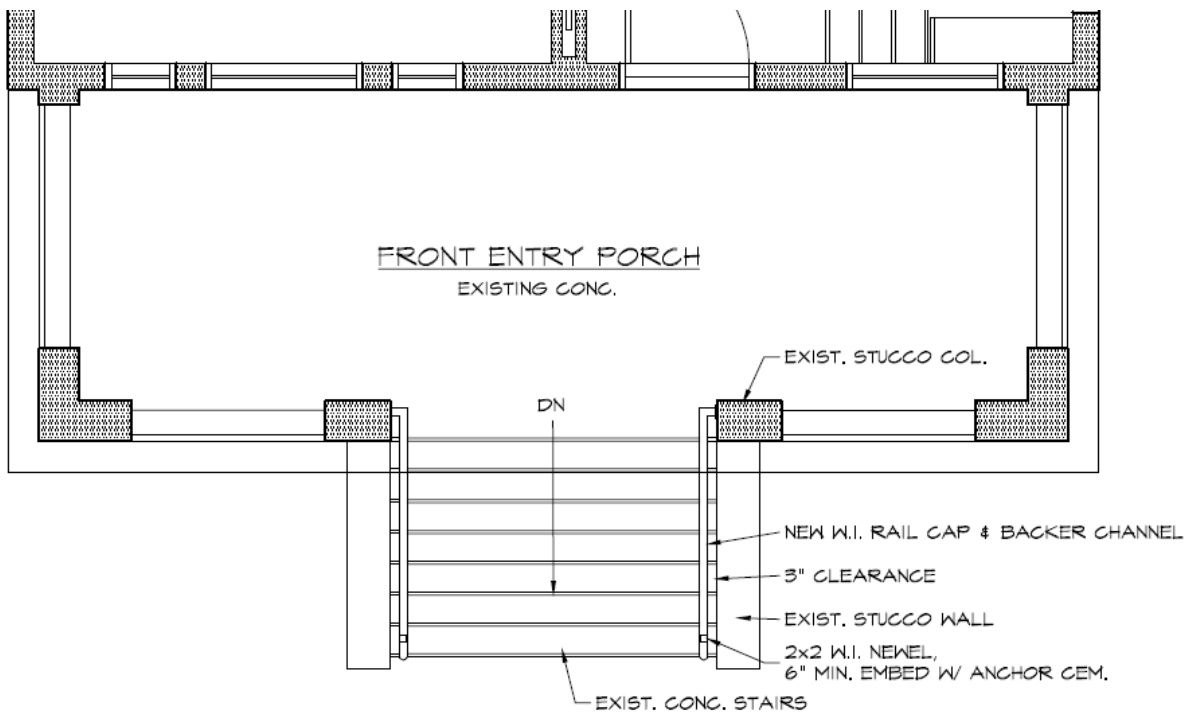 FRONT ENTRY PORCH
EXISTING CONC.
EXIST. STUCCO COL.
DN
NEW W.I. RAIL CAP & BACKER CHANNEL
3" CLEARANCE
EXIST. STUCCO WALL
2x2 W.I. NEWEL,
6" MIN. EMBED W/ ANCHOR CEM.
EXIST. CONC. STAIRS